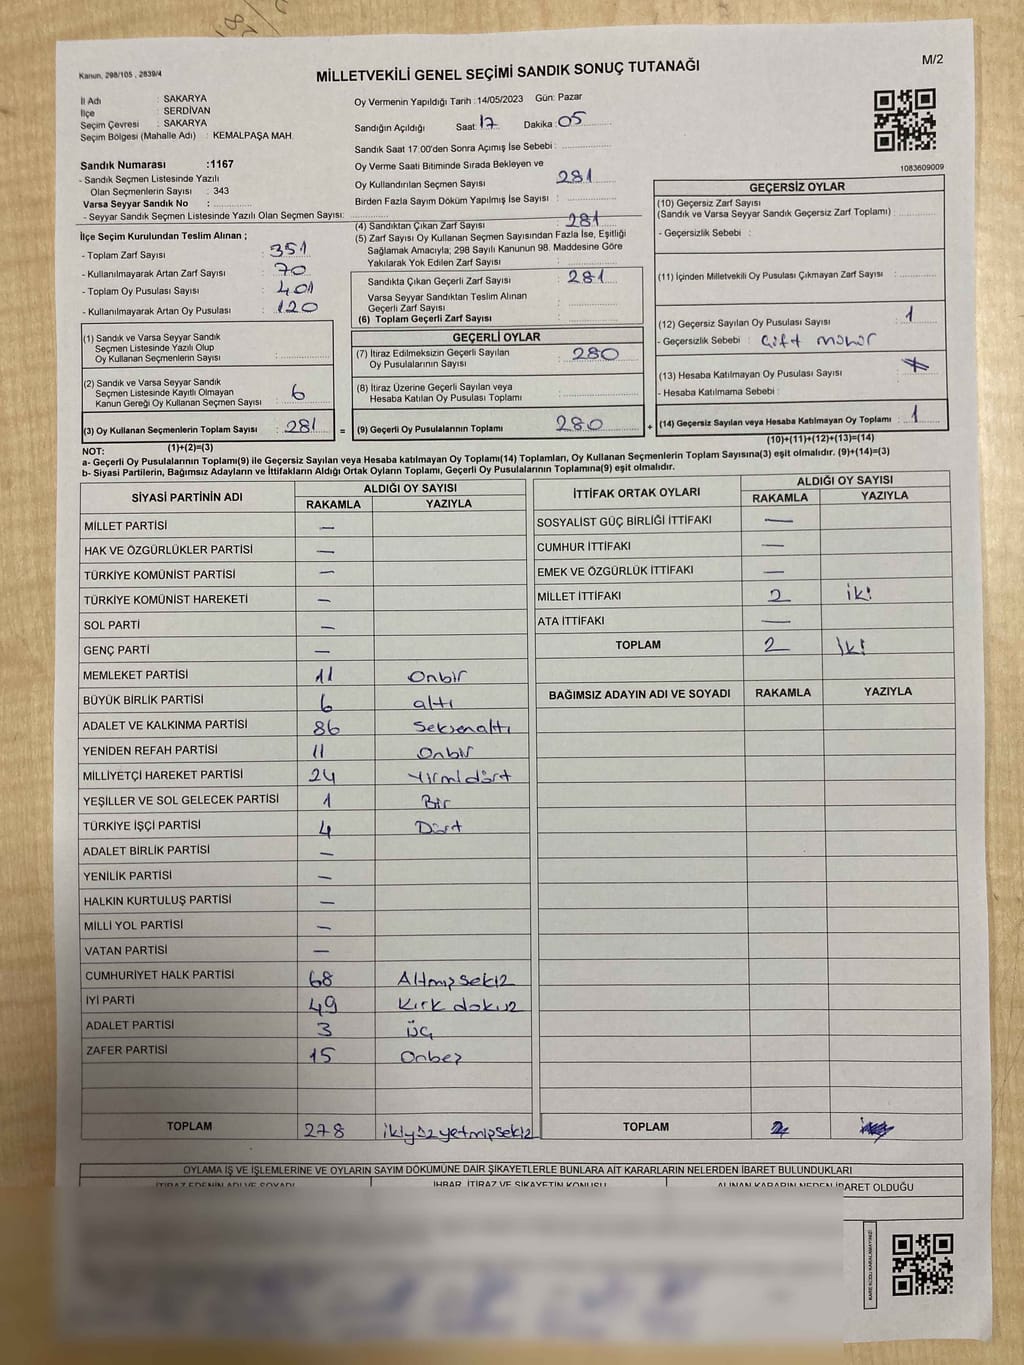 Kanun, 298/105 , 2839/4
MİLLETVEKİLİ GENEL SEÇİMİ SANDIK SONUÇ TUTANAĞI
M/2
İl Adı : SAKARYA
İlçe : SERDİVAN
Seçim Çevresi : SAKARYA
Seçim Bölgesi (Mahalle Adı) : KEMALPAŞA MAH.
Sandık Numarası :1167
- Sandık Seçmen Listesinde Yazılı
Olan Seçmenlerin Sayısı : 343
Varsa Seyyar Sandık No :
- Seyyar Sandık Seçmen Listesinde Yazılı Olan Seçmen Sayısı:
Oy Vermenin Yapıldığı Tarih : 14/05/2023 Gün: Pazar
Sandığın Açıldığı Saat : 17 Dakika : 05
Sandık Saat 17:00'den Sonra Açımış İse Sebebi :
Oy Verme Saati Bitiminde Sırada Bekleyen ve
Oy Kullandırılan Seçmen Sayısı : 281
Birden Fazla Sayım Döküm Yapılmış İse Sayısı :
1083609009
İlçe Seçim Kurulundan Teslim Alınan ;
- Toplam Zarf Sayısı : 351
- Kullanılmayarak Artan Zarf Sayısı : 70
- Toplam Oy Pusulası Sayısı : 401
- Kullanılmayarak Artan Oy Pusulası : 120
(1) Sandık ve Varsa Seyyar Sandık
Seçmen Listesinde Yazılı Olup
Oy Kullanan Seçmenlerin Sayısı :
(2) Sandık ve Varsa Seyyar Sandık
Seçmen Listesinde Kayıtlı Olmayan
Kanun Gereği Oy Kullanan Seçmen Sayısı : 6
(3) Oy Kullanan Seçmenlerin Toplam Sayısı : 281
(1)+(2)=(3)
(4) Sandıktan Çıkan Zarf Sayısı : 281
(5) Zarf Sayısı Oy Kullanan Seçmen Sayısından Fazla İse, Eşitliği
Sağlamak Amacıyla; 298 Sayılı Kanunun 98. Maddesine Göre
Yakılarak Yok Edilen Zarf Sayısı :
Sandıkta Çıkan Geçerli Zarf Sayısı : 281
Varsa Seyyar Sandıktan Teslim Alınan
Geçerli Zarf Sayısı :
(6) Toplam Geçerli Zarf Sayısı :
GEÇERLİ OYLAR
(7) İtiraz Edilmeksizin Geçerli Sayılan
Oy Pusulalarının Sayısı : 280
(8) İtiraz Üzerine Geçerli Sayılan veya
Hesaba Katılan Oy Pusulası Toplamı :
= (9) Geçerli Oy Pusulalarının Toplamı : 280
GEÇERSİZ OYLAR
(10) Geçersiz Zarf Sayısı
(Sandık ve Varsa Seyyar Sandık Geçersiz Zarf Toplamı) :
- Geçersizlik Sebebi :
(11) İçinden Milletvekili Oy Pusulası Çıkmayan Zarf Sayısı :
(12) Geçersiz Sayılan Oy Pusulası Sayısı : 1
- Geçersizlik Sebebi : Çift mühür
(13) Hesaba Katılmayan Oy Pusulası Sayısı :
- Hesaba Katılmama Sebebi :
+ (14) Geçersiz Sayılan veya Hesaba Katılmayan Oy Toplamı : 1
(10)+(11)+(12)+(13)=(14)
NOT:
a- Geçerli Oy Pusulalarının Toplamı(9) ile Geçersiz Sayılan veya Hesaba katılmayan Oy Toplamı(14) Toplamları, Oy Kullanan Seçmenlerin Toplam Sayısına(3) eşit olmalıdır. (9)+(14)=(3)
b- Siyasi Partilerin, Bağımsız Adayların ve İttifakların Aldığı Ortak Oyların Toplamı, Geçerli Oy Pusulalarının Toplamına(9) eşit olmalıdır.
SİYASİ PARTİNİN ADI ALDIĞI OY SAYISI
RAKAMLA YAZIYLA
MİLLET PARTİSİ —
HAK VE ÖZGÜRLÜKLER PARTİSİ —
TÜRKİYE KOMÜNİST PARTİSİ —
TÜRKİYE KOMÜNİST HAREKETİ —
SOL PARTİ —
GENÇ PARTİ —
MEMLEKET PARTİSİ 11 Onbir
BÜYÜK BİRLİK PARTİSİ 6 altı
ADALET VE KALKINMA PARTİSİ 86 Seksenaltı
YENİDEN REFAH PARTİSİ 11 Onbir
MİLLİYETÇİ HAREKET PARTİSİ 24 Yirmidört
YEŞİLLER VE SOL GELECEK PARTİSİ 1 Bir
TÜRKİYE İŞÇİ PARTİSİ 4 Dört
ADALET BİRLİK PARTİSİ —
YENİLİK PARTİSİ —
HALKIN KURTULUŞ PARTİSİ —
MİLLİ YOL PARTİSİ —
VATAN PARTİSİ —
CUMHURİYET HALK PARTİSİ 68 Altmışsekiz
İYİ PARTİ 49 Kırk dokuz
ADALET PARTİSİ 3 üç
ZAFER PARTİSİ 15 Onbeş
TOPLAM 278 ikiyüzyetmişsekiz
İTTİFAK ORTAK OYLARI ALDIĞI OY SAYISI
RAKAMLA YAZIYLA
SOSYALİST GÜÇ BİRLİĞİ İTTİFAKI —
CUMHUR İTTİFAKI —
EMEK VE ÖZGÜRLÜK İTTİFAKI —
MİLLET İTTİFAKI 2 iki
ATA İTTİFAKI —
TOPLAM 2 iki
BAĞIMSIZ ADAYIN ADI VE SOYADI RAKAMLA YAZIYLA
TOPLAM
OYLAMA İŞ VE İŞLEMLERİNE VE OYLARIN SAYIM DÖKÜMÜNE DAİR ŞİKAYETLERLE BUNLARA AİT KARARLARIN NELERDEN İBARET BULUNDUKLARI
İTİRAZ EDENİN ADI VE SOYADI İHBAR, İTİRAZ VE ŞİKAYETİN KONUSU ALINAN KARARIN NEDEN İBARET OLDUĞU
KARE KODU KARALAMAYINIZ!